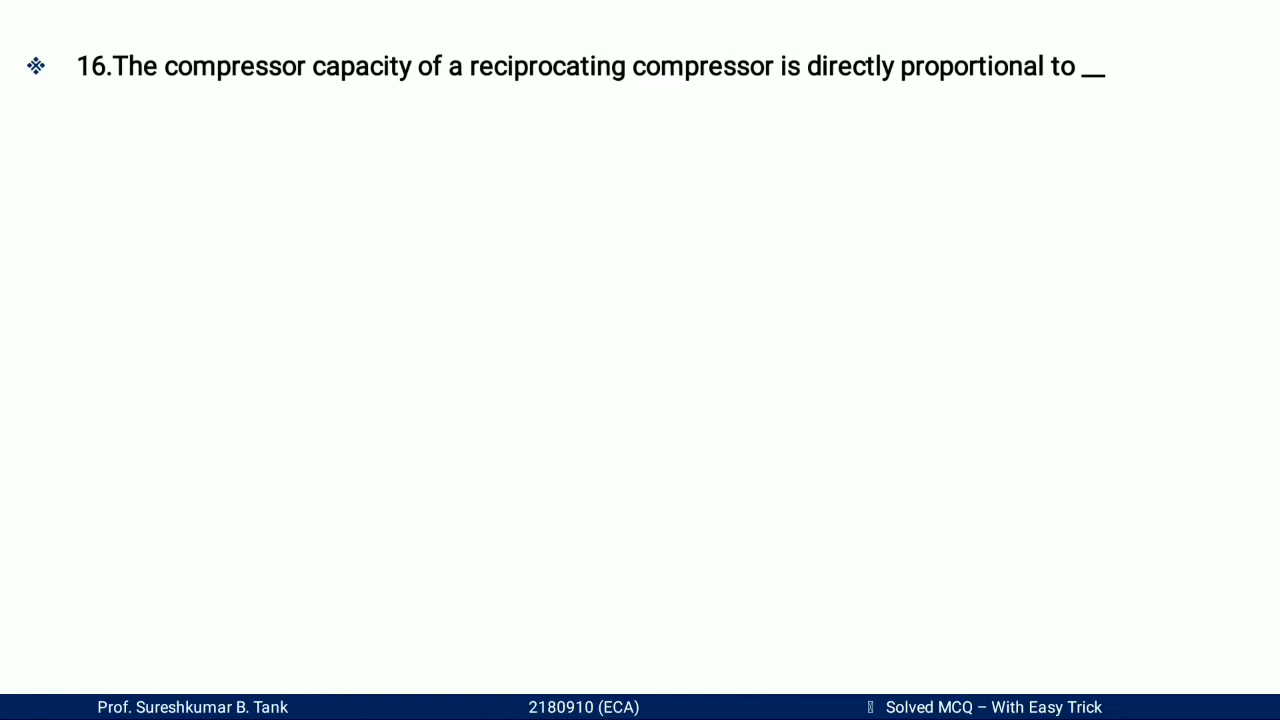 ❖ 16.The compressor capacity of a reciprocating compressor is directly proportional to __
Prof. Sureshkumar B. Tank 2180910 (ECA) Solved MCQ – With Easy Trick